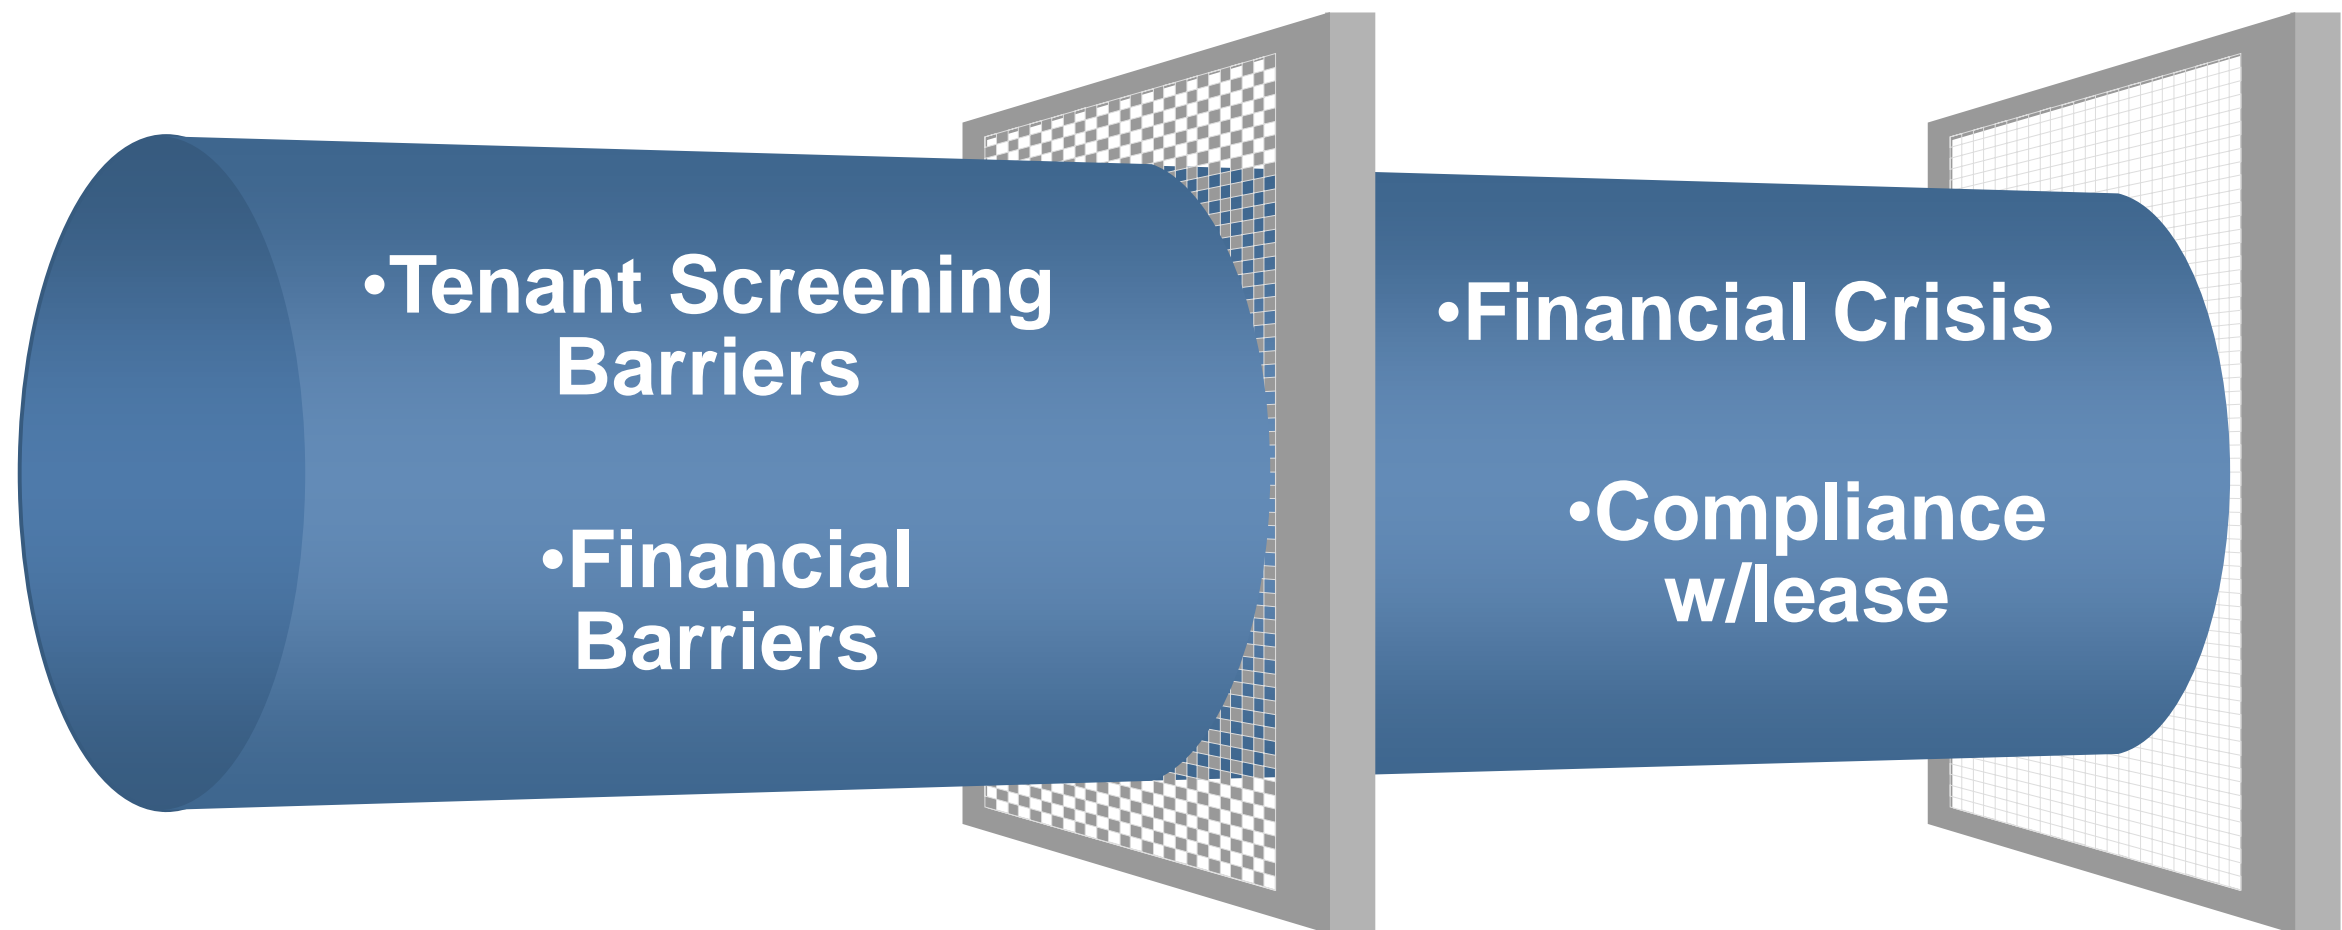 •Tenant Screening
Barriers
•Financial
Barriers
•Financial Crisis
•Compliance
w/lease